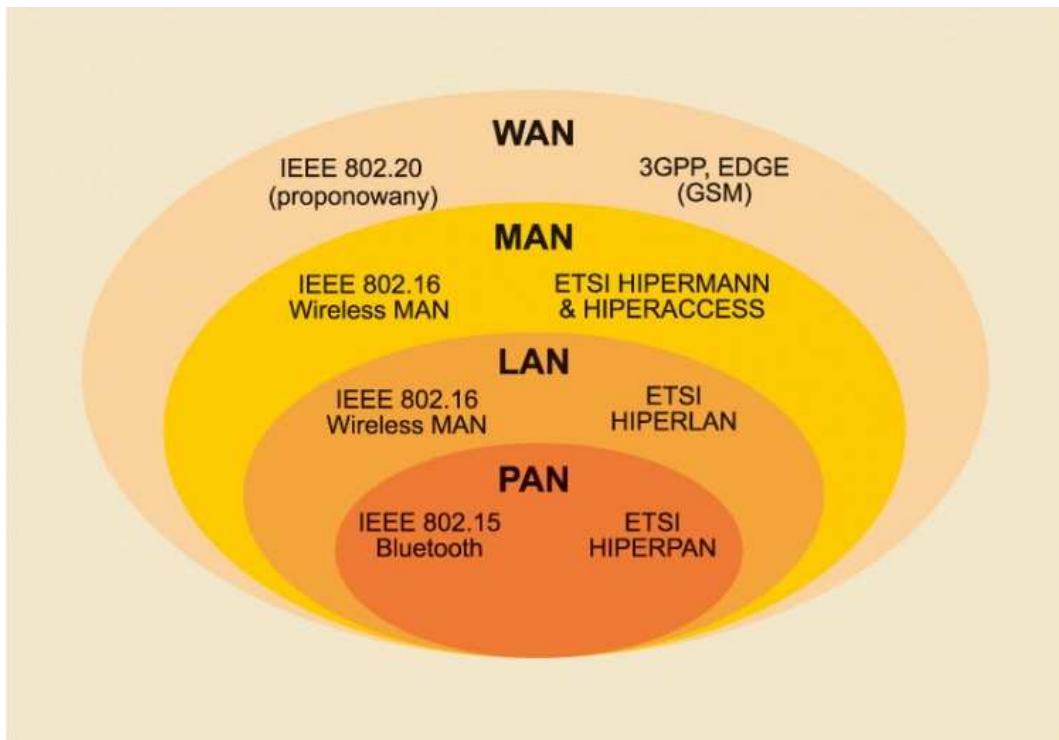 WAN
IEEE 802.20
(proponowany)
3GPP, EDGE
(GSM)
MAN
IEEE 802.16
Wireless MAN
ETSI HIPERMANN
& HIPERACCESS
LAN
IEEE 802.16
Wireless MAN
ETSI
HIPERLAN
PAN
IEEE 802.15
Bluetooth
ETSI
HIPERPAN